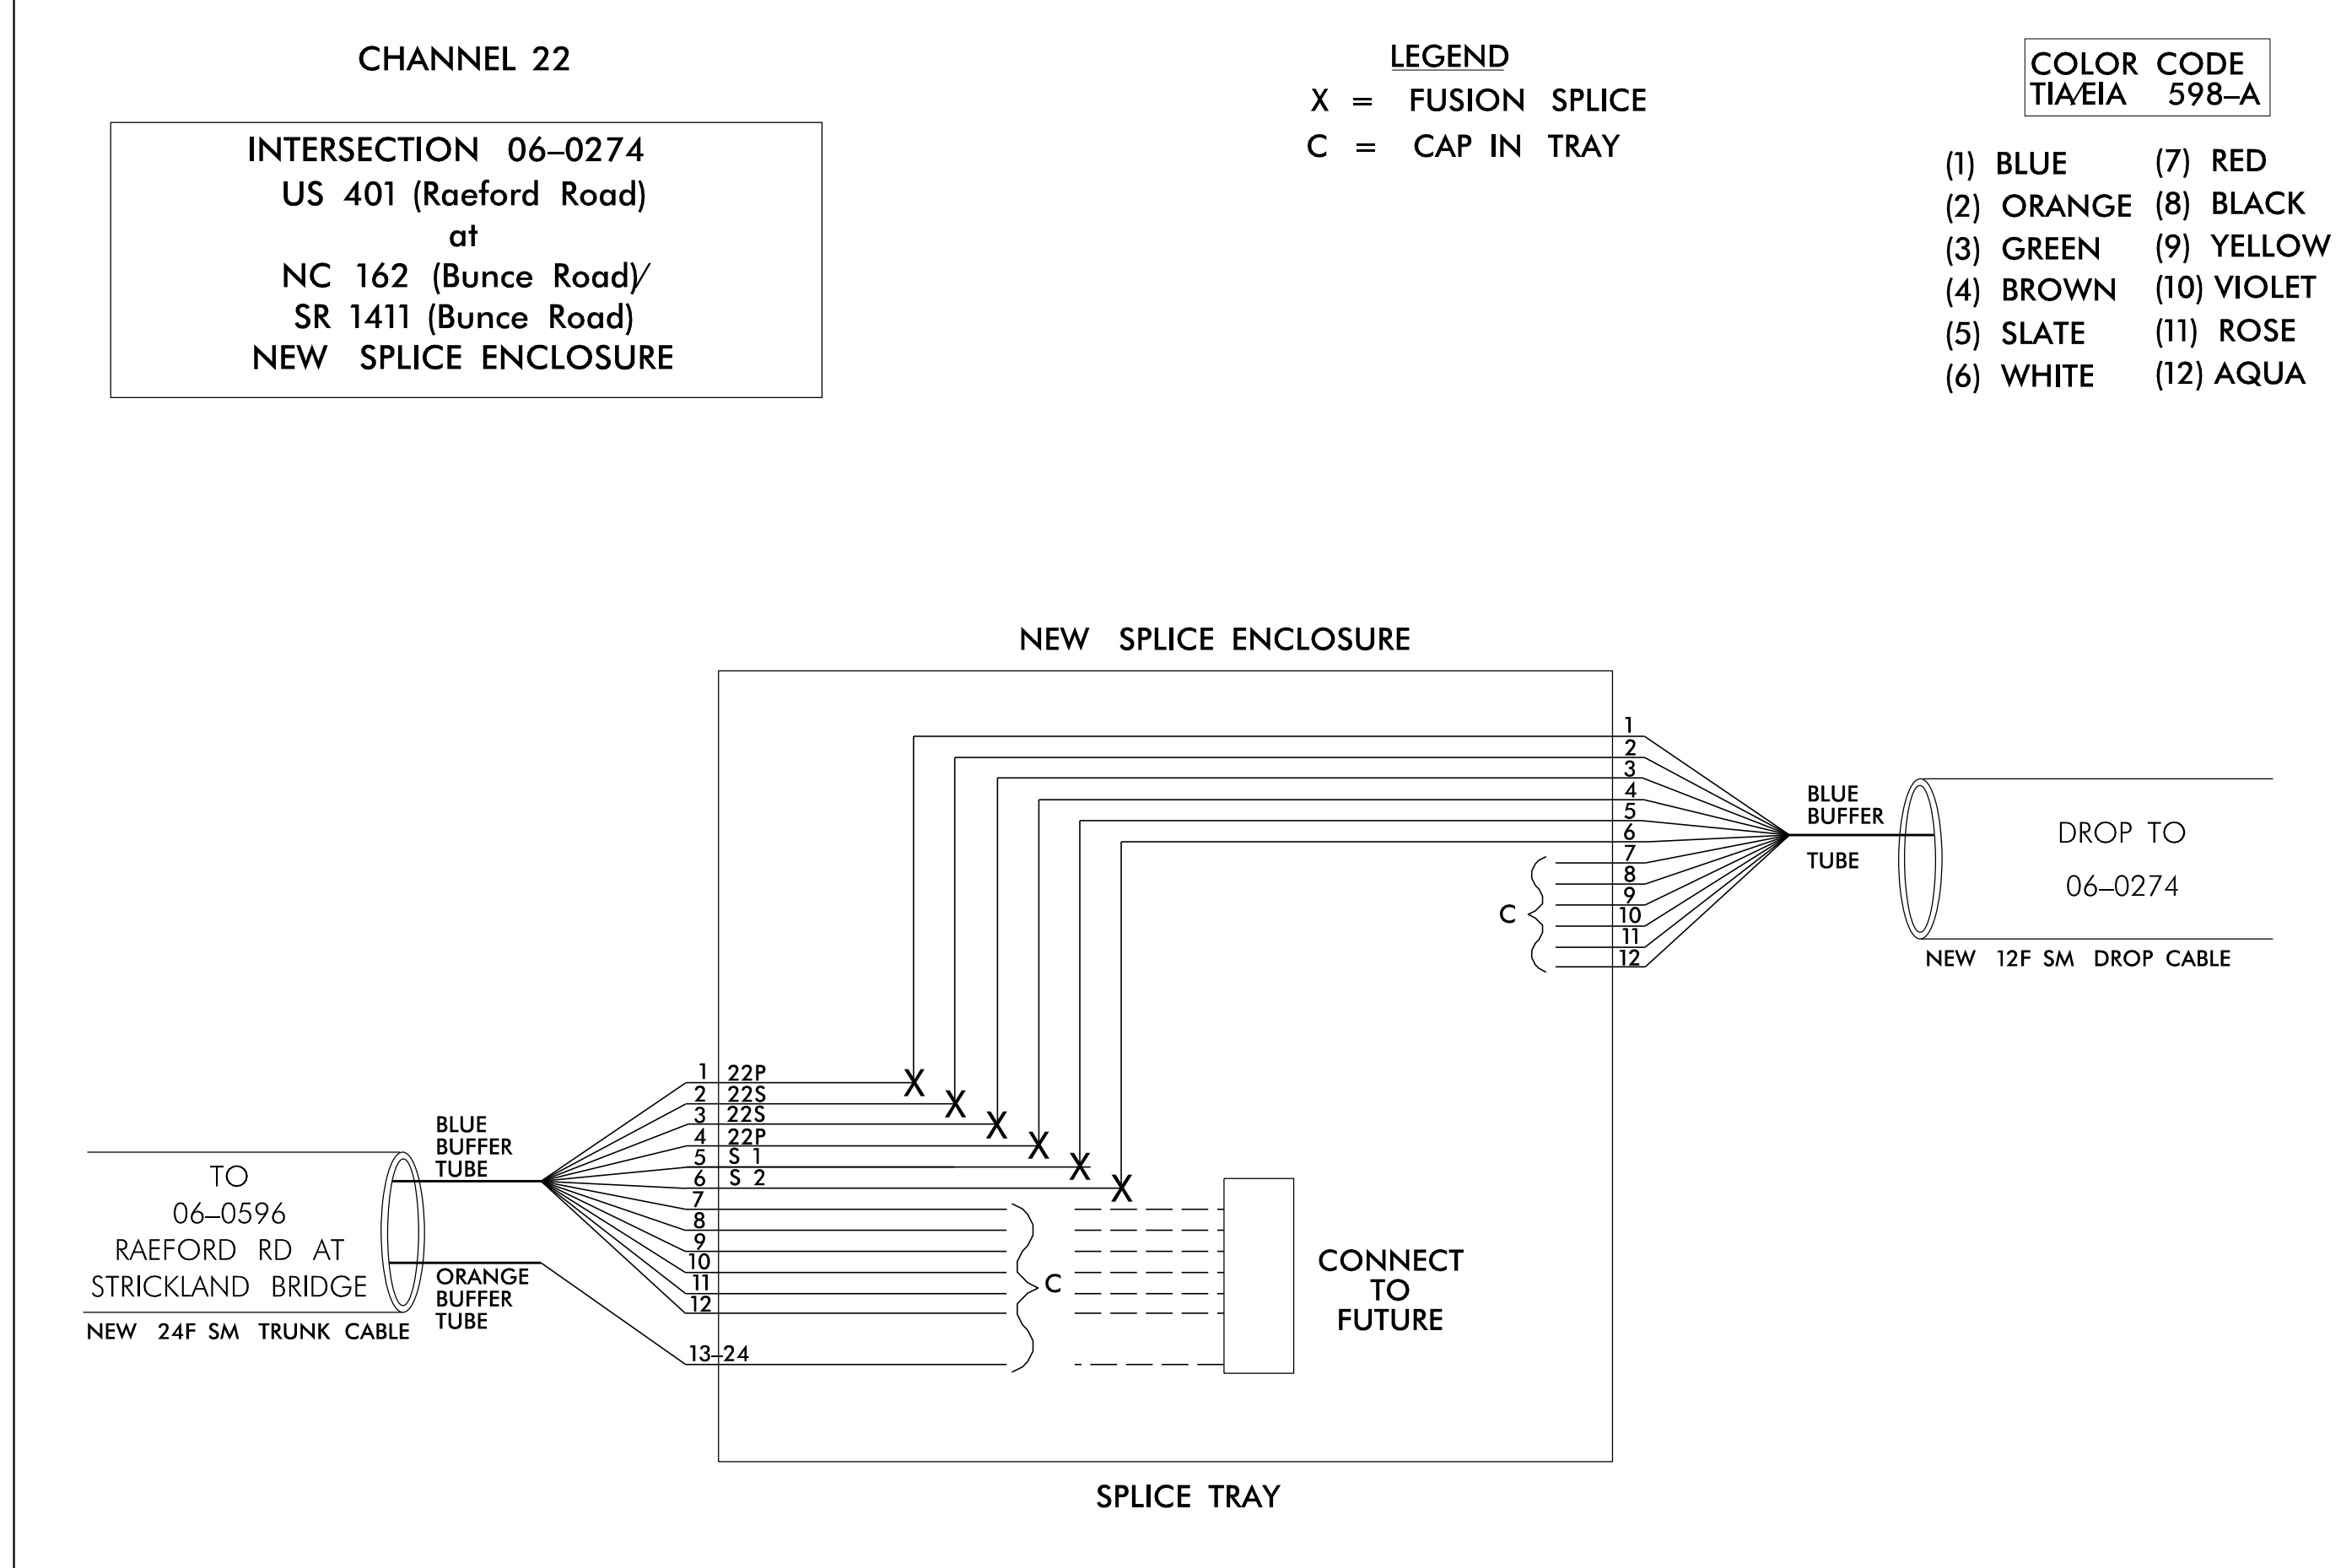 CHANNEL 22
INTERSECTION 06–0274
US 401 (Raeford Road)
at
NC 162 (Bunce Road)/
SR 1411 (Bunce Road)
NEW SPLICE ENCLOSURE
LEGEND
X = FUSION SPLICE
C = CAP IN TRAY
COLOR CODE
TIA/EIA 598–A
(1) BLUE
(2) ORANGE
(3) GREEN
(4) BROWN
(5) SLATE
(6) WHITE
(7) RED
(8) BLACK
(9) YELLOW
(10) VIOLET
(11) ROSE
(12) AQUA
NEW SPLICE ENCLOSURE
1
2
3
4
5
6
7
8
9
10
11
12
C
BLUE
BUFFER
TUBE
DROP TO
06–0274
NEW 12F SM DROP CABLE
TO
06–0596
RAEFORD RD AT
STRICKLAND BRIDGE
NEW 24F SM TRUNK CABLE
BLUE
BUFFER
TUBE
ORANGE
BUFFER
TUBE
1 22P X
2 22S X
3 22S X
4 22P X
5 S 1 X
6 S 2 X
7
8
9
10
11
12
13–24
C
CONNECT
TO
FUTURE
SPLICE TRAY